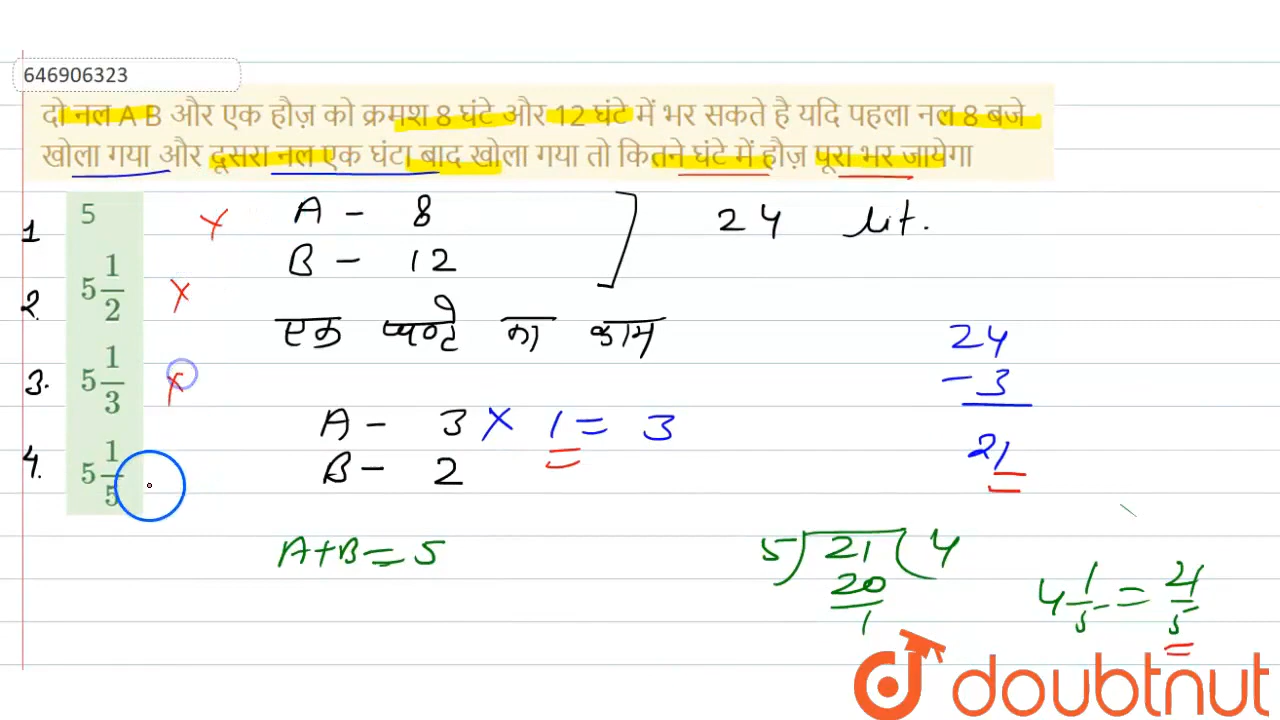 646906323
दो नल A B और एक हौज़ को क्रमश 8 घंटे और 12 घंटे में भर सकते है यदि पहला नल 8 बजे
खोला गया और दूसरा नल एक घंटा बाद खोला गया तो कितने घंटे में हौज़ पूरा भर जायेगा
1 5 x A - 8 ] 24 lit.
B - 12
2. 5 1/2 x
एक घण्टे का काम
3. 5 1/3 x
24
- 3
21
A - 3 x 1 = 3
B - 2
4. 5 1/5
A+B = 5
5 ) 21 ( 4
20
1
4 1/5 = 21/5
doubtnut